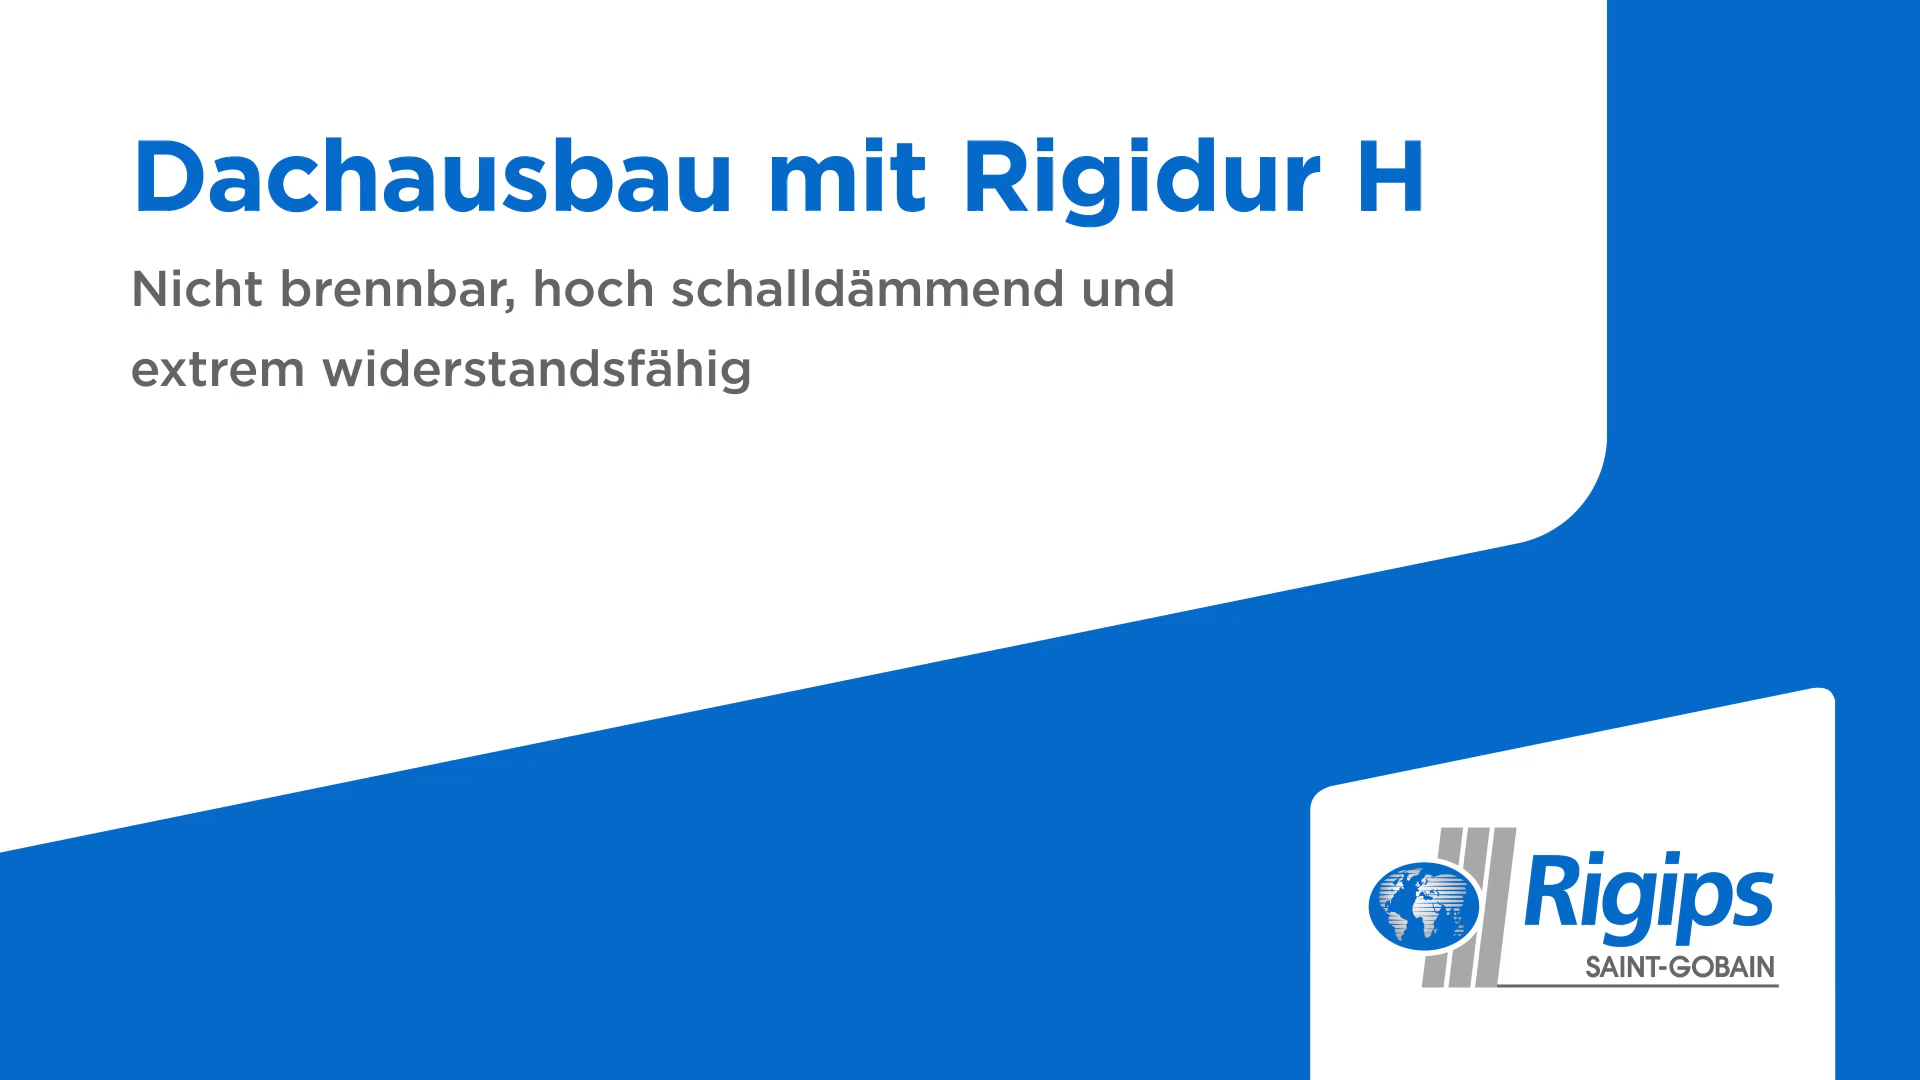 Dachausbau mit Rigidur H
Nicht brennbar, hoch schalldämmend und
extrem widerstandsfähig
Rigips
SAINT-GOBAIN